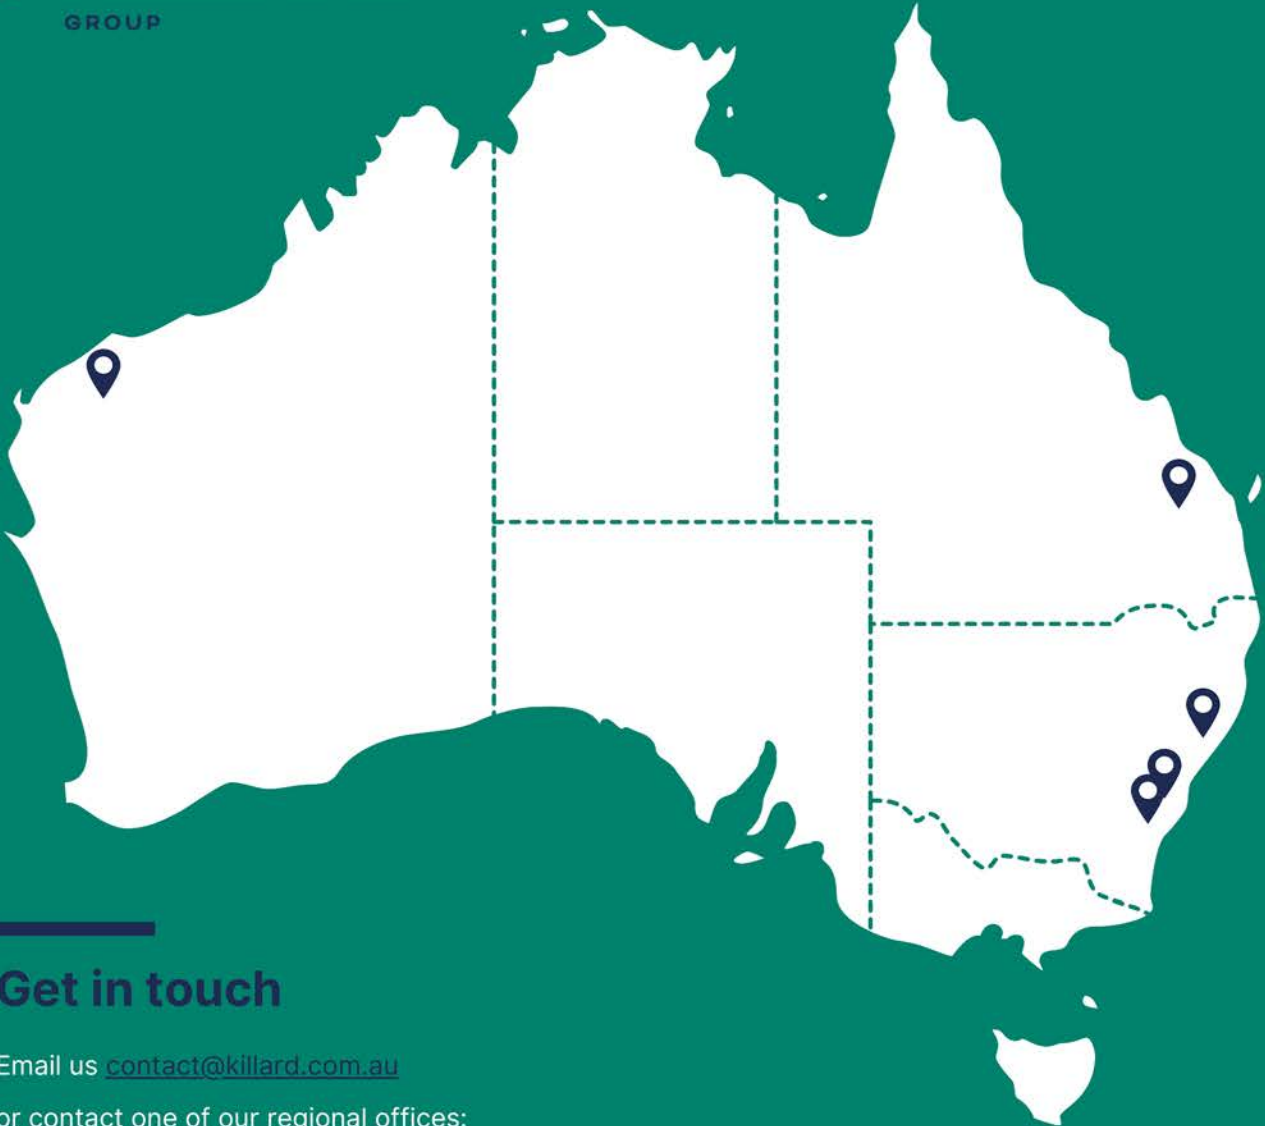 GROUP
Get in touch
Email us contact@killard.com.au
or contact one of our regional offices: